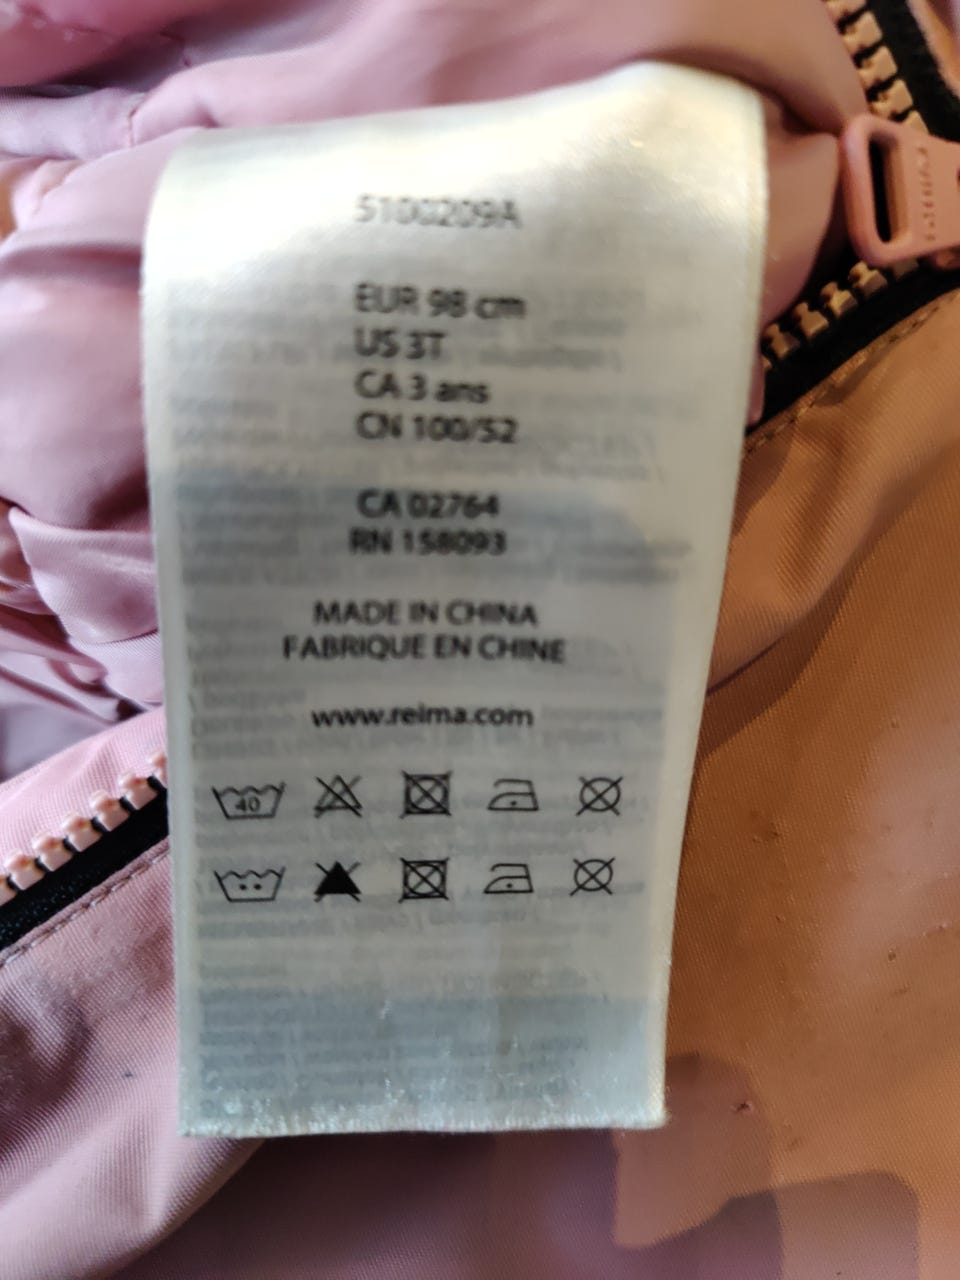 5100209A
EUR 98 cm
US 3T
CA 3 ans
CN 100/52
CA 02764
RN 158093
MADE IN CHINA
FABRIQUE EN CHINE
www.reima.com
40